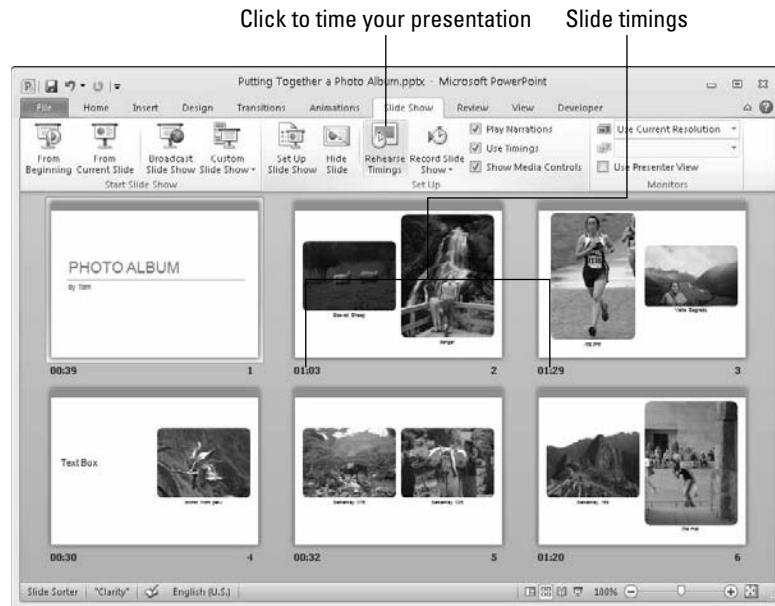 Click to time your presentation Slide timings
Putting Together a Photo Album.pptx - Microsoft PowerPoint
File Home Insert Design Transitions Animations Slide Show Review View Developer
From Beginning
From Current Slide
Broadcast Slide Show
Custom Slide Show
Set Up Slide Show
Hide Slide
Rehearse Timings
Record Slide Show
Play Narrations
Use Timings
Show Media Controls
Use Current Resolution
Use Presenter View
Start Slide Show Set Up Monitors
PHOTO ALBUM
by Tom
00:39 1
01:03 2
01:29 3
Text Box
00:30 4
00:32 5
01:20 6
Slide Sorter "Clarity" English (U.S.) 100%